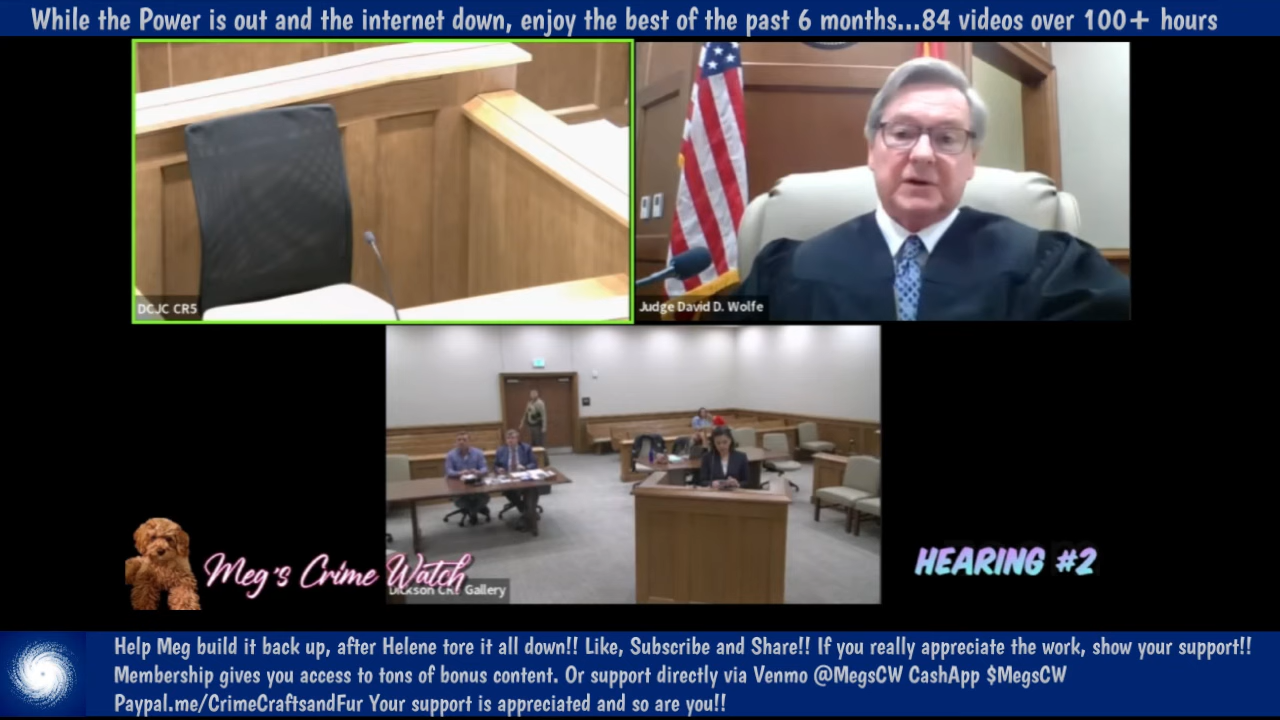 While the Power is out and the internet down, enjoy the best of the past 6 months...84 videos over 100+ hours
DCJC CR5
Judge David D. Wolfe
Meg's Crime Watch
HEARING #2
Gallery
Help Meg build it back up, after Helene tore it all down!! Like, Subscribe and Share!! If you really appreciate the work, show your support!!
Membership gives you access to tons of bonus content. Or support directly via Venmo @MegsCW CashApp $MegsCW
Paypal.me/CrimeCraftsandFur Your support is appreciated and so are you!!